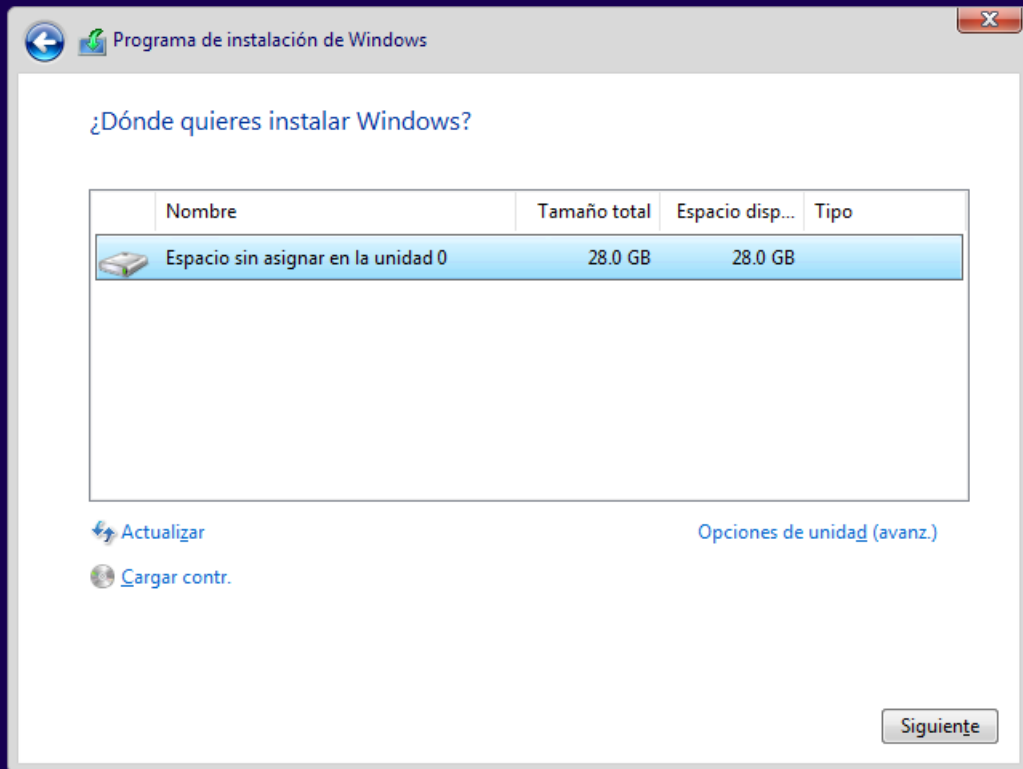 Programa de instalación de Windows
¿Dónde quieres instalar Windows?
Nombre Tamaño total Espacio disp... Tipo
Espacio sin asignar en la unidad 0 28.0 GB 28.0 GB
Actualizar Opciones de unidad (avanz.)
Cargar contr.
Siguiente